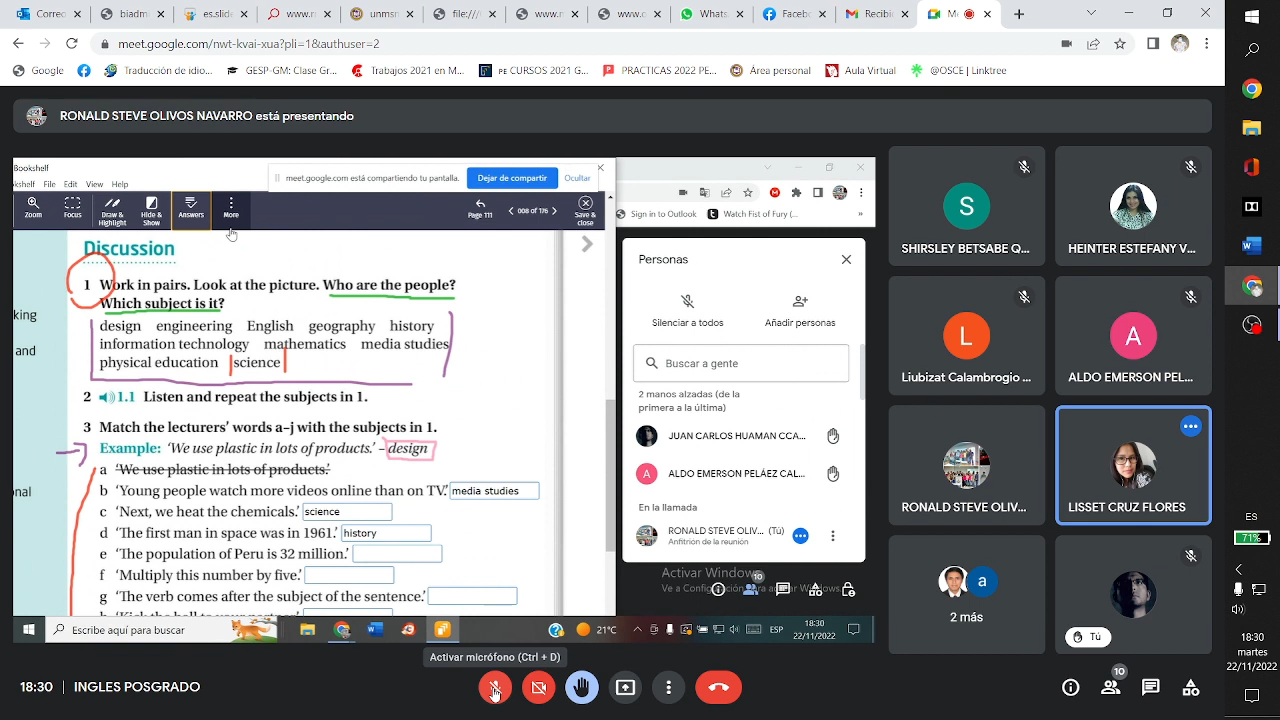 Correo
biadm
es.slide
www.r
unmsr
file:///
www.n
www.c
Whats
Faceb
Recibi
Me
meet.google.com/nwt-kvai-xua?pli=1&authuser=2
Google
Traducción de idio...
GESP-GM: Clase Gr...
Trabajos 2021 en M...
PE CURSOS 2021 G...
PRACTICAS 2022 PE...
Área personal
Aula Virtual
@OSCE | Linktree
RONALD STEVE OLIVOS NAVARRO está presentando
Bookshelf
kshelf File Edit View Help
meet.google.com está compartiendo tu pantalla.
Dejar de compartir
Ocultar
Zoom
Focus
Draw & Highlight
Hide & Show
Answers
More
Page 111
008 of 176
Save & close
Sign in to Outlook
Watch Fist of Fury (...
Discussion
1 Work in pairs. Look at the picture. Who are the people?
Which subject is it?
king
design engineering English geography history
information technology mathematics media studies
and
physical education science
2 1.1 Listen and repeat the subjects in 1.
3 Match the lecturers' words a–j with the subjects in 1.
Example: 'We use plastic in lots of products.' – design
a 'We use plastic in lots of products.'
onal
b 'Young people watch more videos online than on TV.' media studies
c 'Next, we heat the chemicals.' science
d 'The first man in space was in 1961.' history
e 'The population of Peru is 32 million.'
f 'Multiply this number by five.'
g 'The verb comes after the subject of the sentence.'
Personas
Silenciar a todos
Añadir personas
Buscar a gente
2 manos alzadas (de la
primera a la última)
JUAN CARLOS HUAMAN CCA...
A
ALDO EMERSON PELÁEZ CAL...
En la llamada
RONALD STEVE OLIV... (Tú)
Anfitrión de la reunión
Activar Windows
Ve a Configuración para activar Windows.
10
Escribe aquí para buscar
21°C
ESP
18:30
22/11/2022
S
SHIRSLEY BETSABE Q...
HEINTER ESTEFANY V...
L
Liubizat Calambrogio ...
A
ALDO EMERSON PEL...
RONALD STEVE OLIV...
LISSET CRUZ FLORES
a
2 más
Tú
Activar micrófono (Ctrl + D)
18:30 | INGLES POSGRADO
10
ES
71%
18:30
martes
22/11/2022